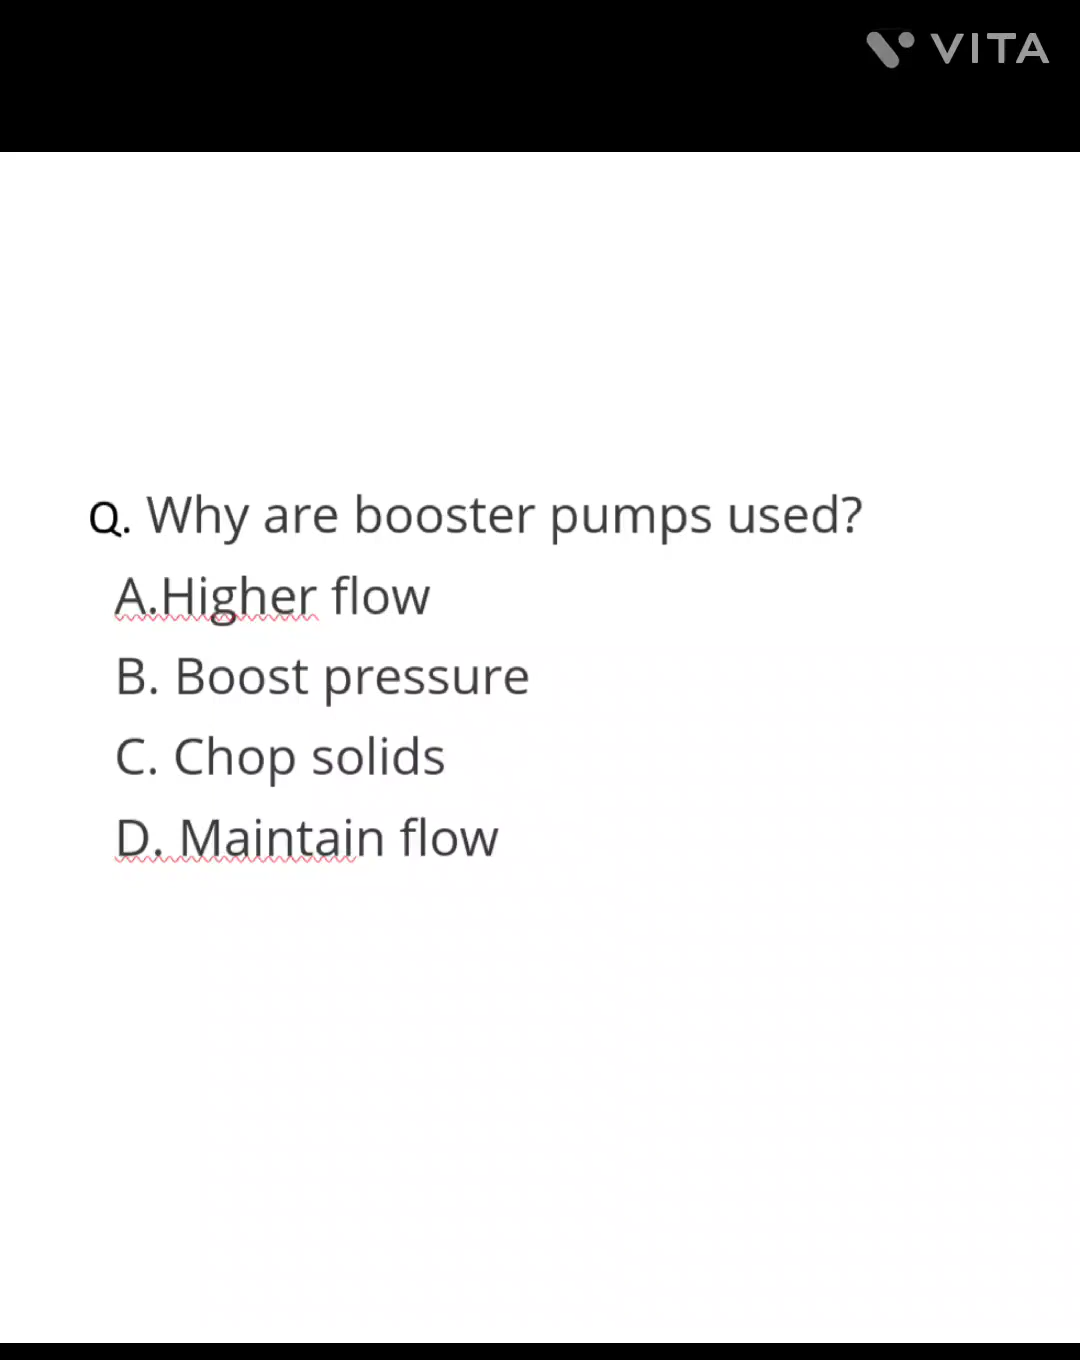 VITA
Q. Why are booster pumps used?
A.Higher flow
B. Boost pressure
C. Chop solids
D. Maintain flow